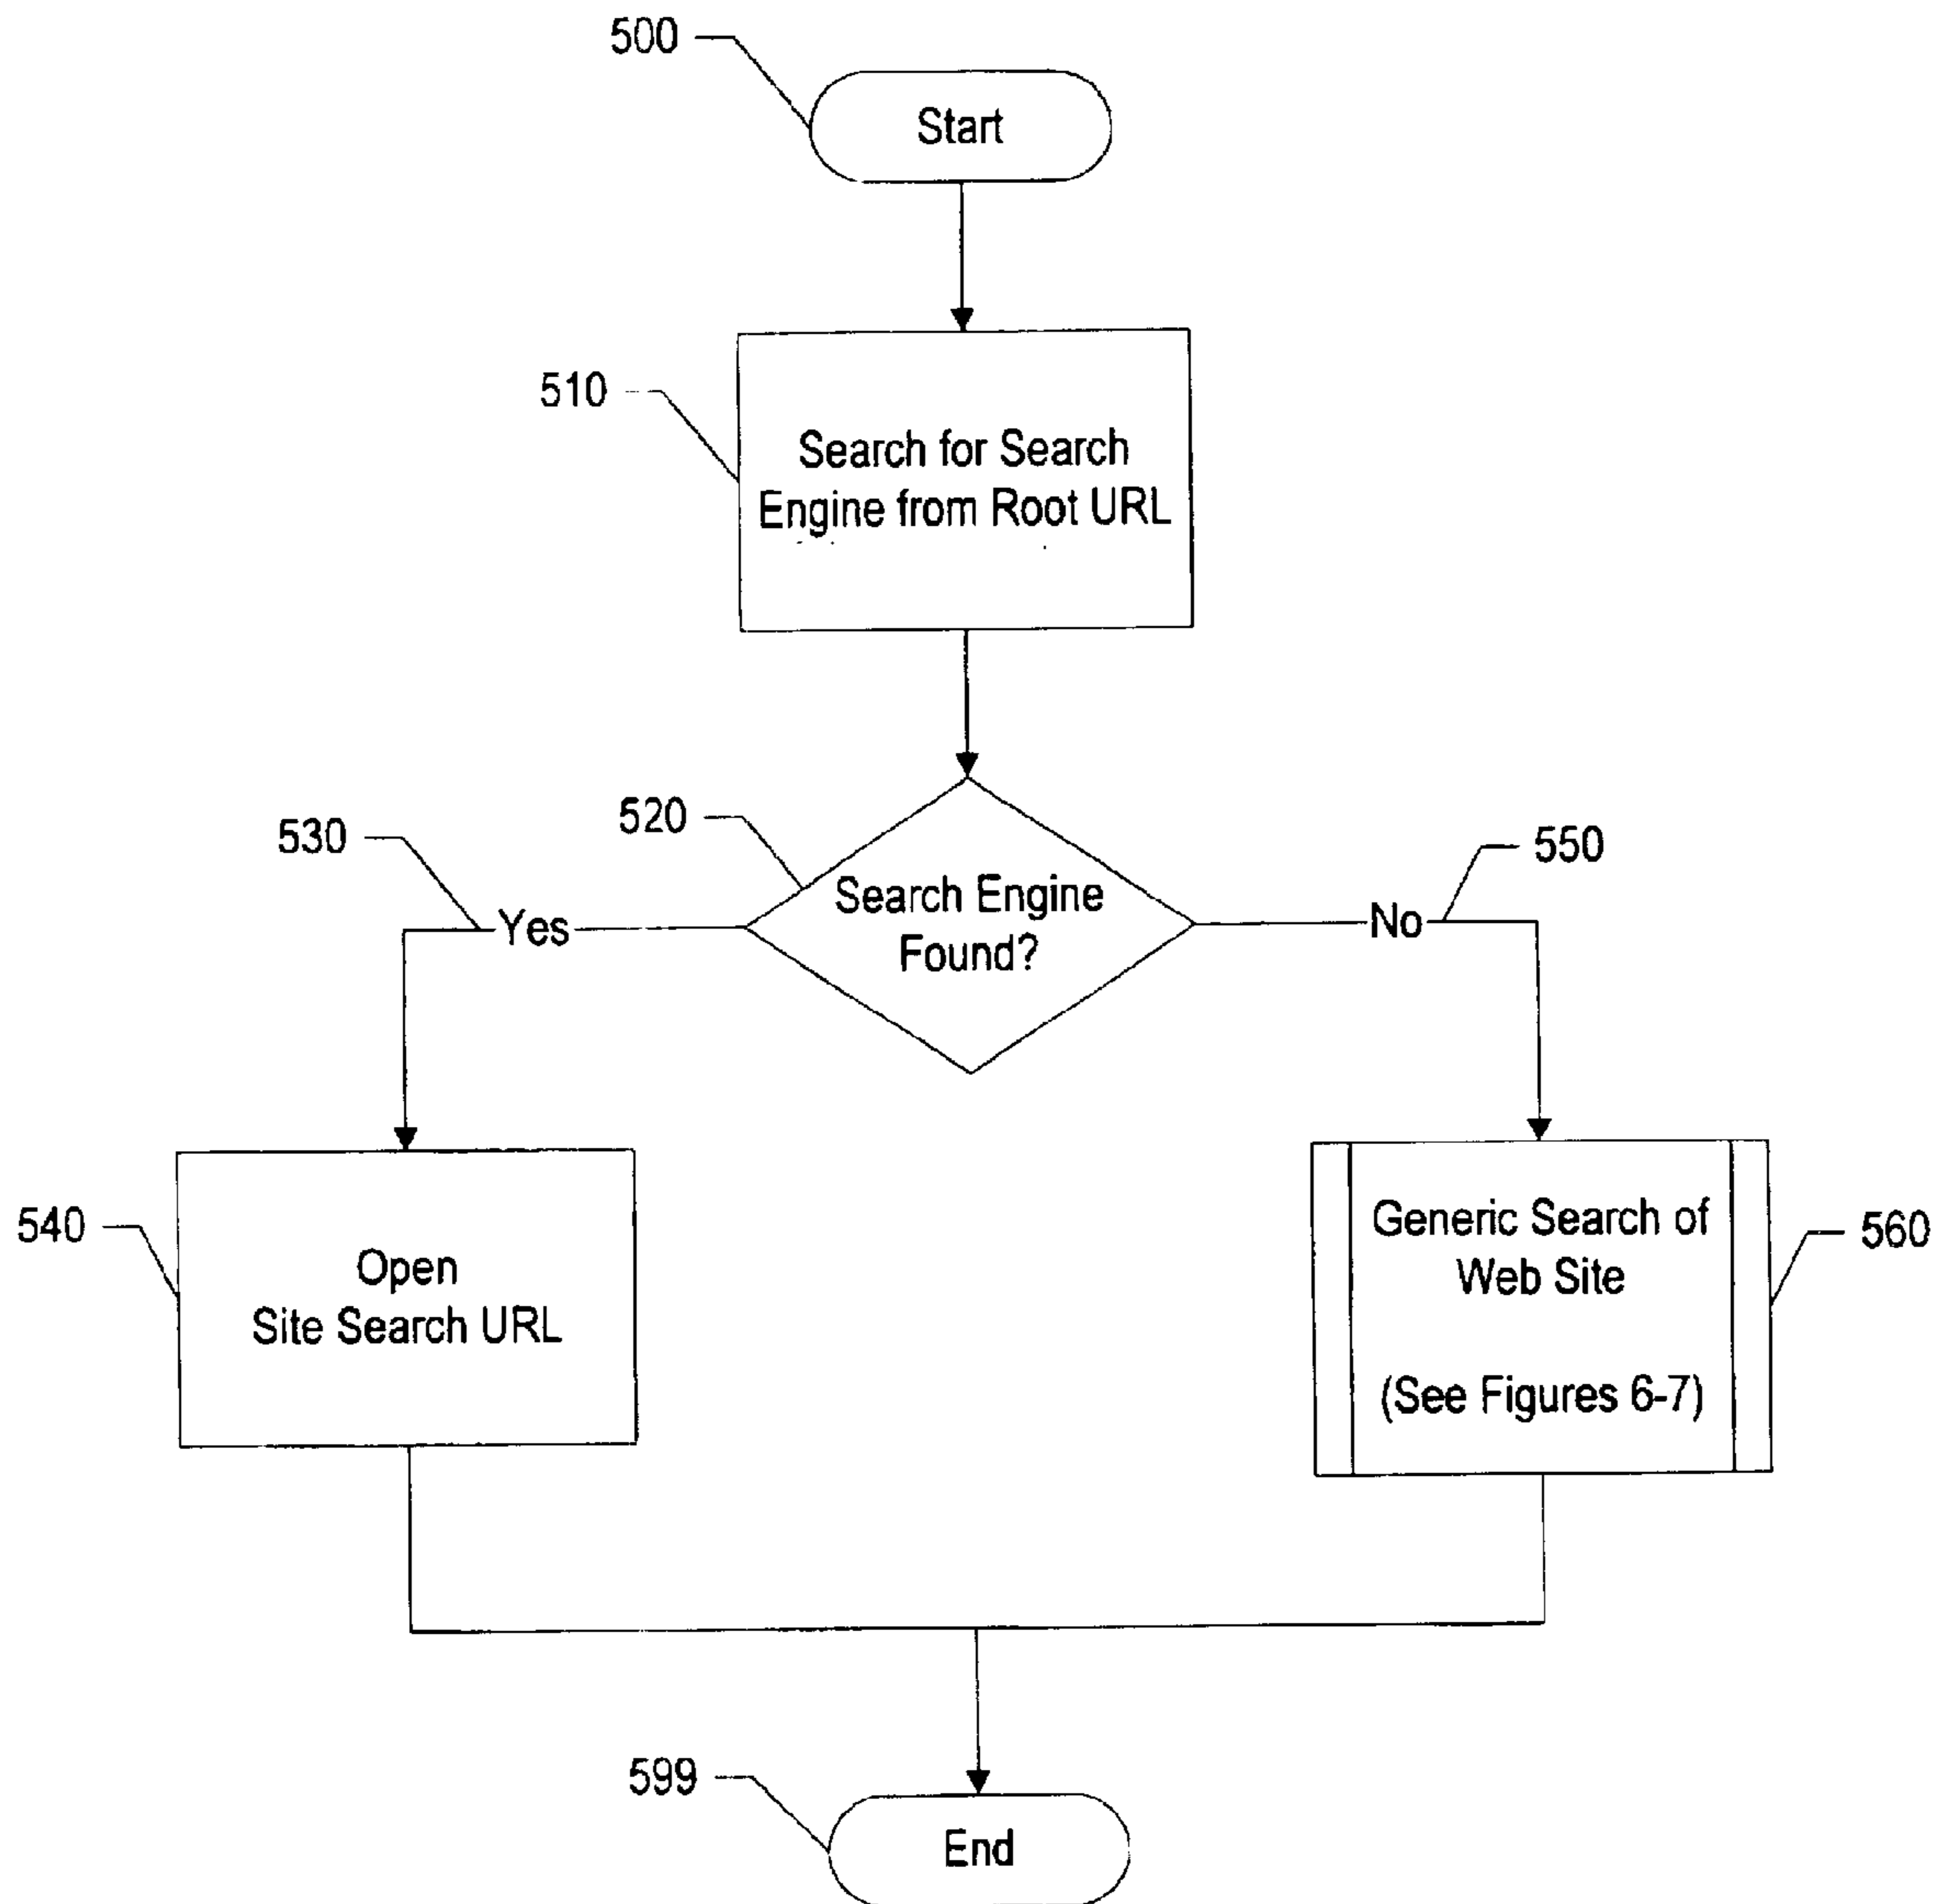 500
Start
510
Search for Search
Engine from Root URL
520
530
550
Search Engine
Found?
Yes
No
540
Open
Site Search URL
Generic Search of
Web Site
(See Figures 6-7)
560
599
End